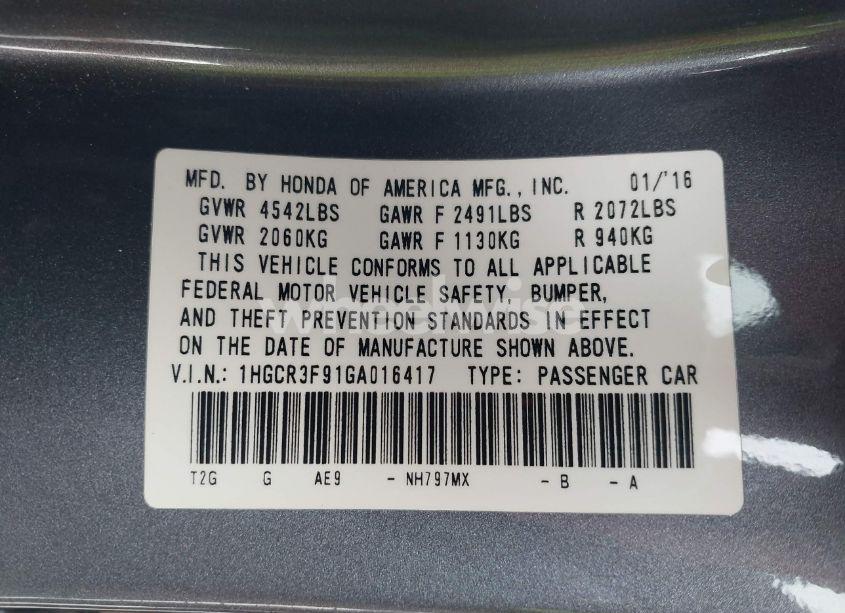 MFD. BY HONDA OF AMERICA MFG., INC. 01/'16
GVWR 4542LBS GAWR F 2491LBS R 2072LBS
GVWR 2060KG GAWR F 1130KG R 940KG
THIS VEHICLE CONFORMS TO ALL APPLICABLE
FEDERAL MOTOR VEHICLE SAFETY, BUMPER,
AND THEFT PREVENTION STANDARDS IN EFFECT
ON THE DATE OF MANUFACTURE SHOWN ABOVE.
V.I.N.: 1HGCR3F91GA016417 TYPE: PASSENGER CAR
T2G G AE9 - NH797MX - B - A